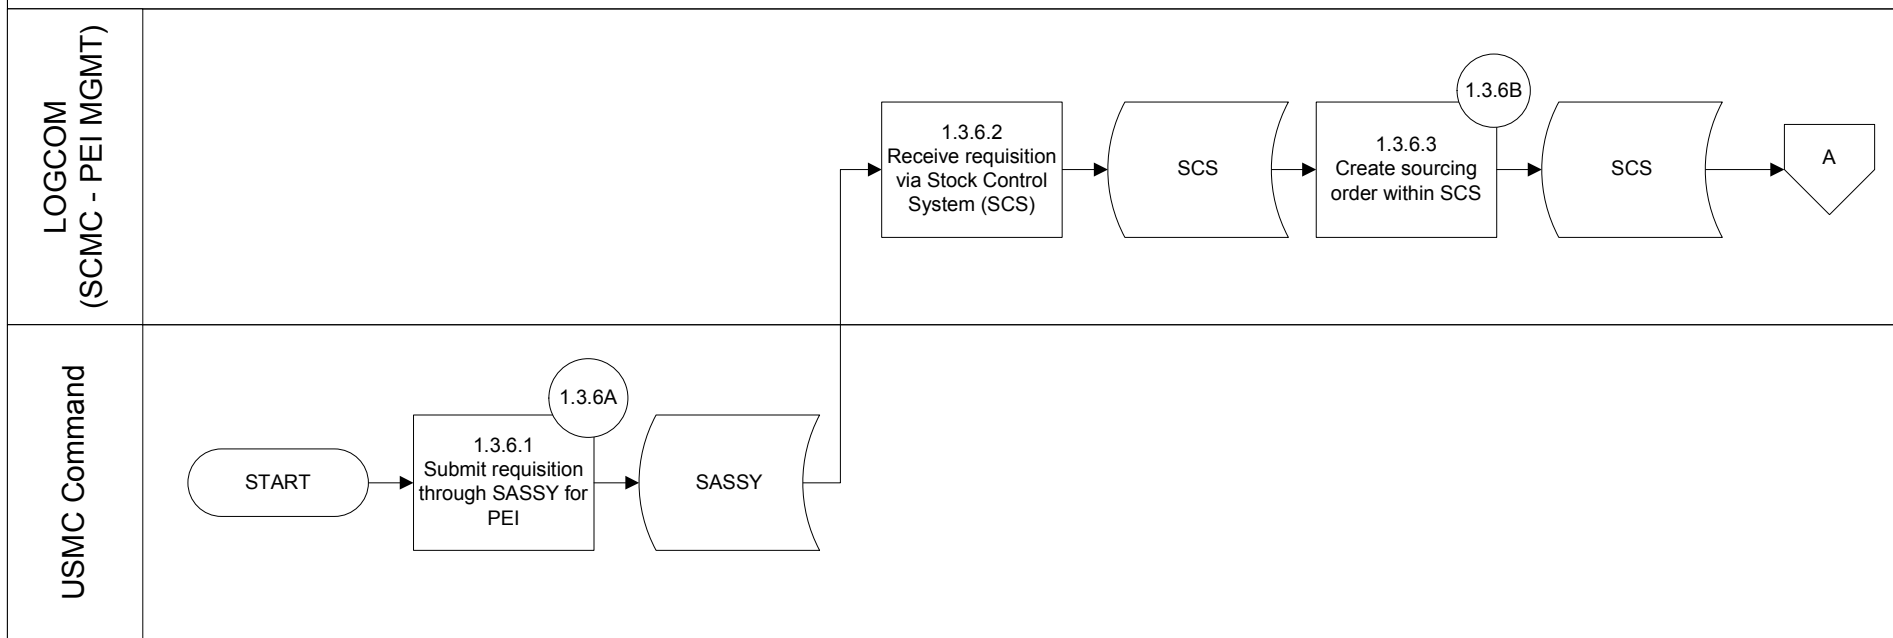 LOGCOM
(SCMC - PEI MGMT)
1.3.6.2
Receive requisition
via Stock Control
System (SCS)
SCS
1.3.6B
1.3.6.3
Create sourcing
order within SCS
SCS
A
USMC Command
START
1.3.6A
1.3.6.1
Submit requisition
through SASSY for
PEI
SASSY